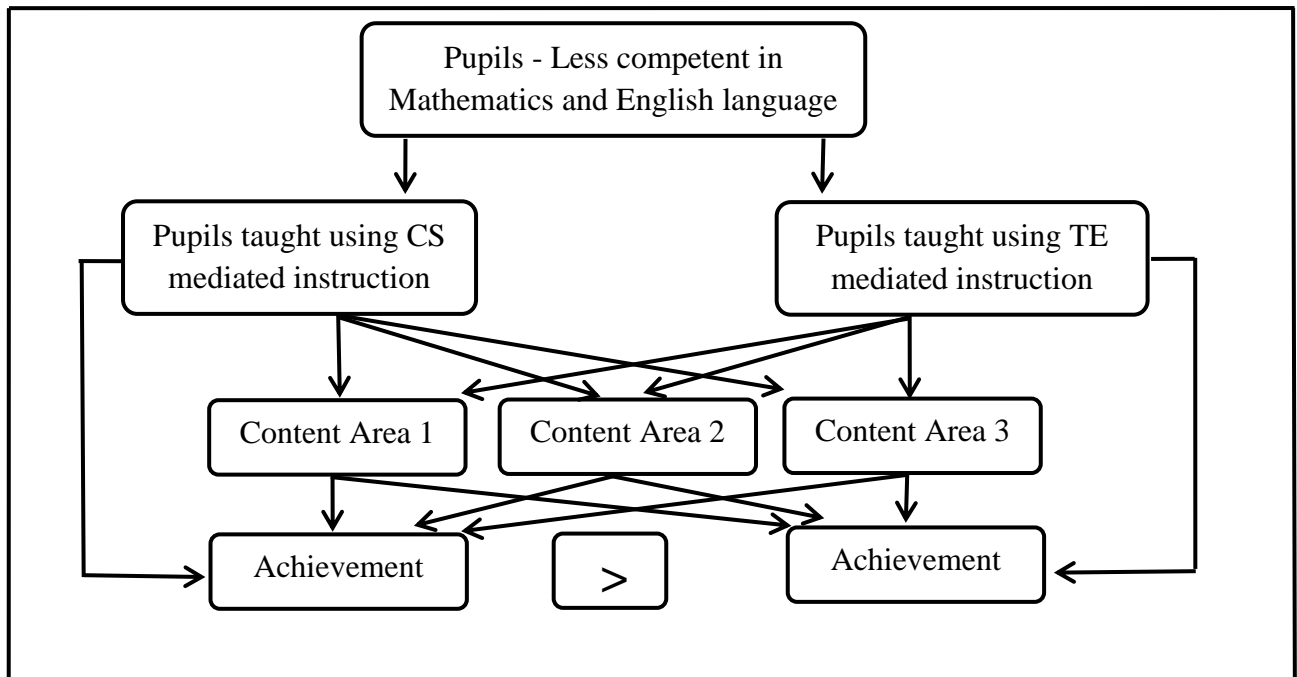 Pupils - Less competent in
Mathematics and English language
Pupils taught using CS
mediated instruction
Pupils taught using TE
mediated instruction
Content Area 1
Content Area 2
Content Area 3
Achievement
>
Achievement